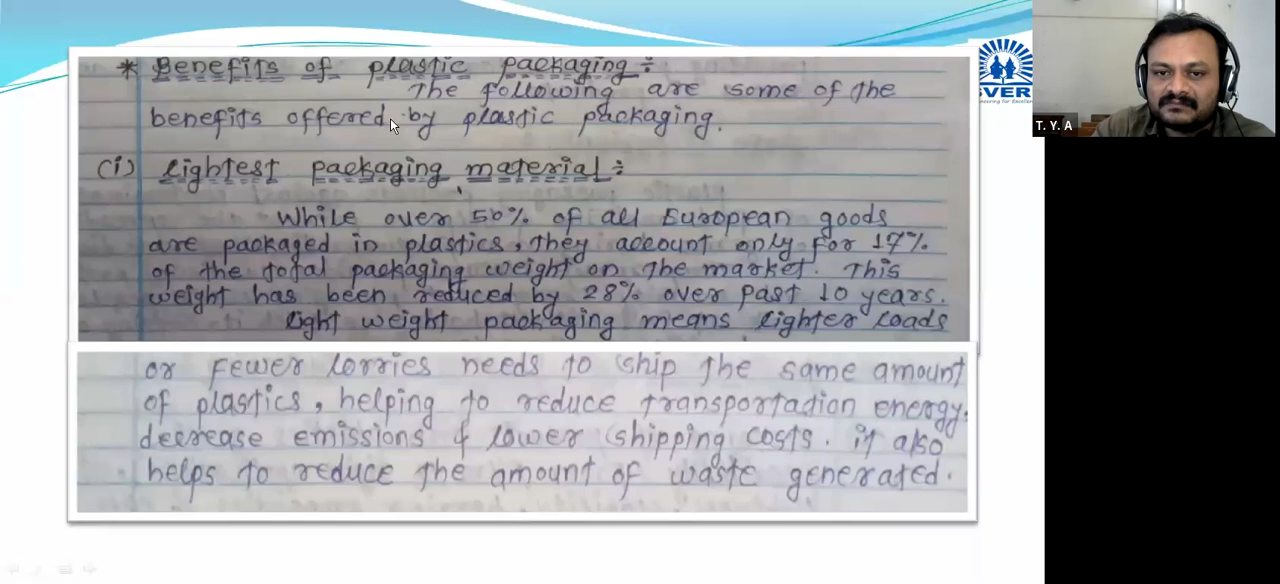 * Benefits of plastic packaging:
The following are some of the
benefits offered by plastic packaging.
(i) Lightest packaging material:
While over 50% of all European goods
are packaged in plastics, they account only for 17%
of the total packaging weight on the market. This
weight has been reduced by 28% over past 10 years.
Light weight packaging means lighter loads
or fewer lorries needs to ship the same amount
of plastics, helping to reduce transportation energy,
decrease emissions & lower shipping costs. it also
helps to reduce the amount of waste generated.
SVER
T. Y. A